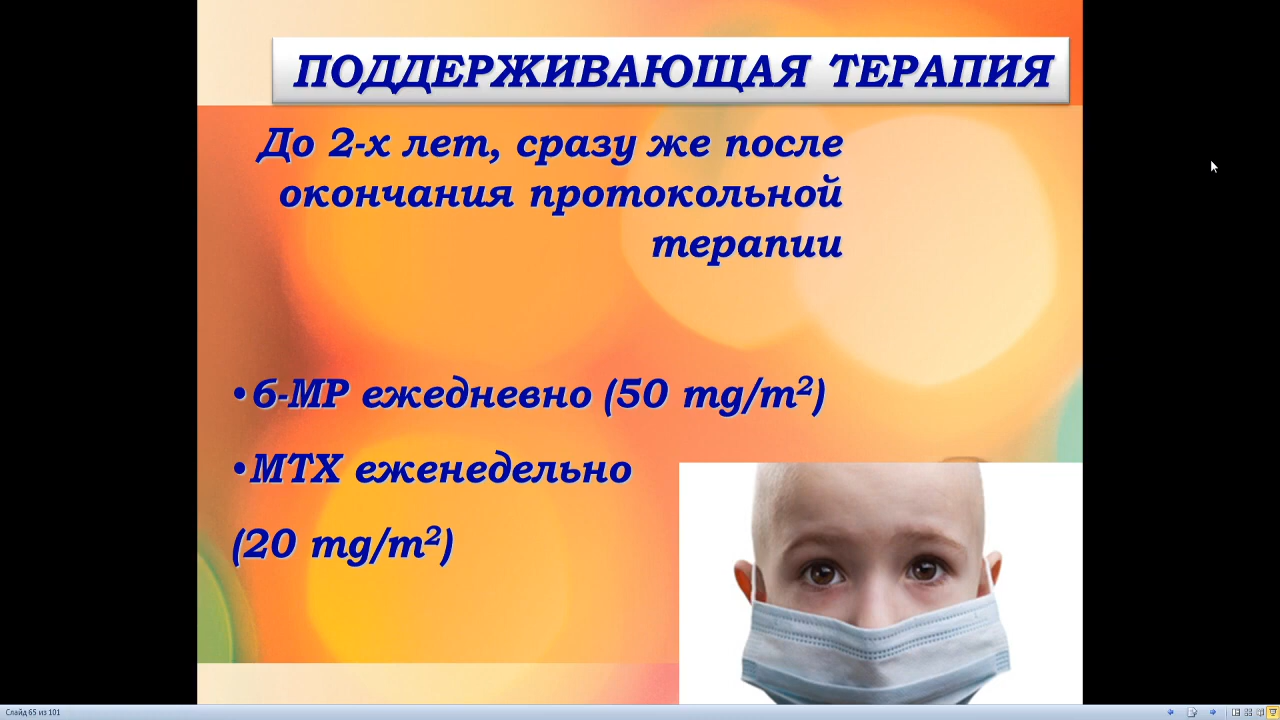 ПОДДЕРЖИВАЮЩАЯ ТЕРАПИЯ
До 2-х лет, сразу же после
окончания протокольной
терапии
•6-MP ежедневно (50 mg/m²)
•MTX еженедельно
(20 mg/m²)
Слайд 65 из 101